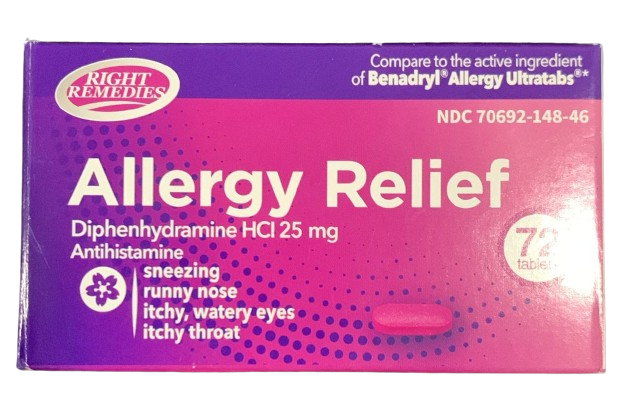 RIGHT
REMEDIES
Compare to the active ingredient
of Benadryl® Allergy Ultratabs®*
NDC 70692-148-46
Allergy Relief
Diphenhydramine HCl 25 mg
Antihistamine
sneezing
runny nose
itchy, watery eyes
itchy throat
72
tablets